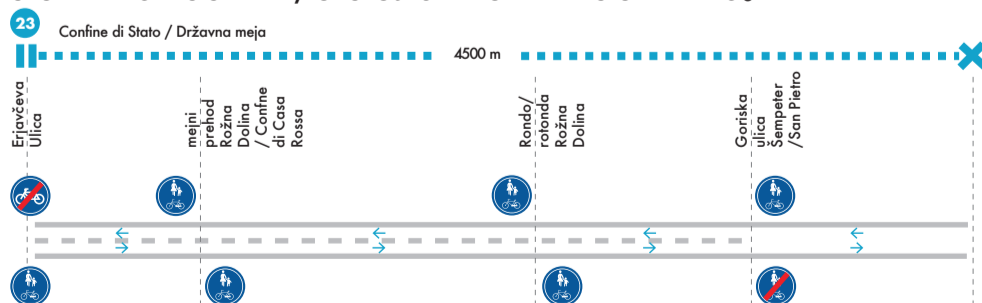 23
Confine di Stato / Državna meja
4500 m
Erjavčeva
Ulica
mejni
prehod
Rožna
Dolina
/ Confne
di Casa
Rossa
Rondo/
rotonda
Rožna
Dolina
Goriska
ulica
Šempeter
/San Pietro